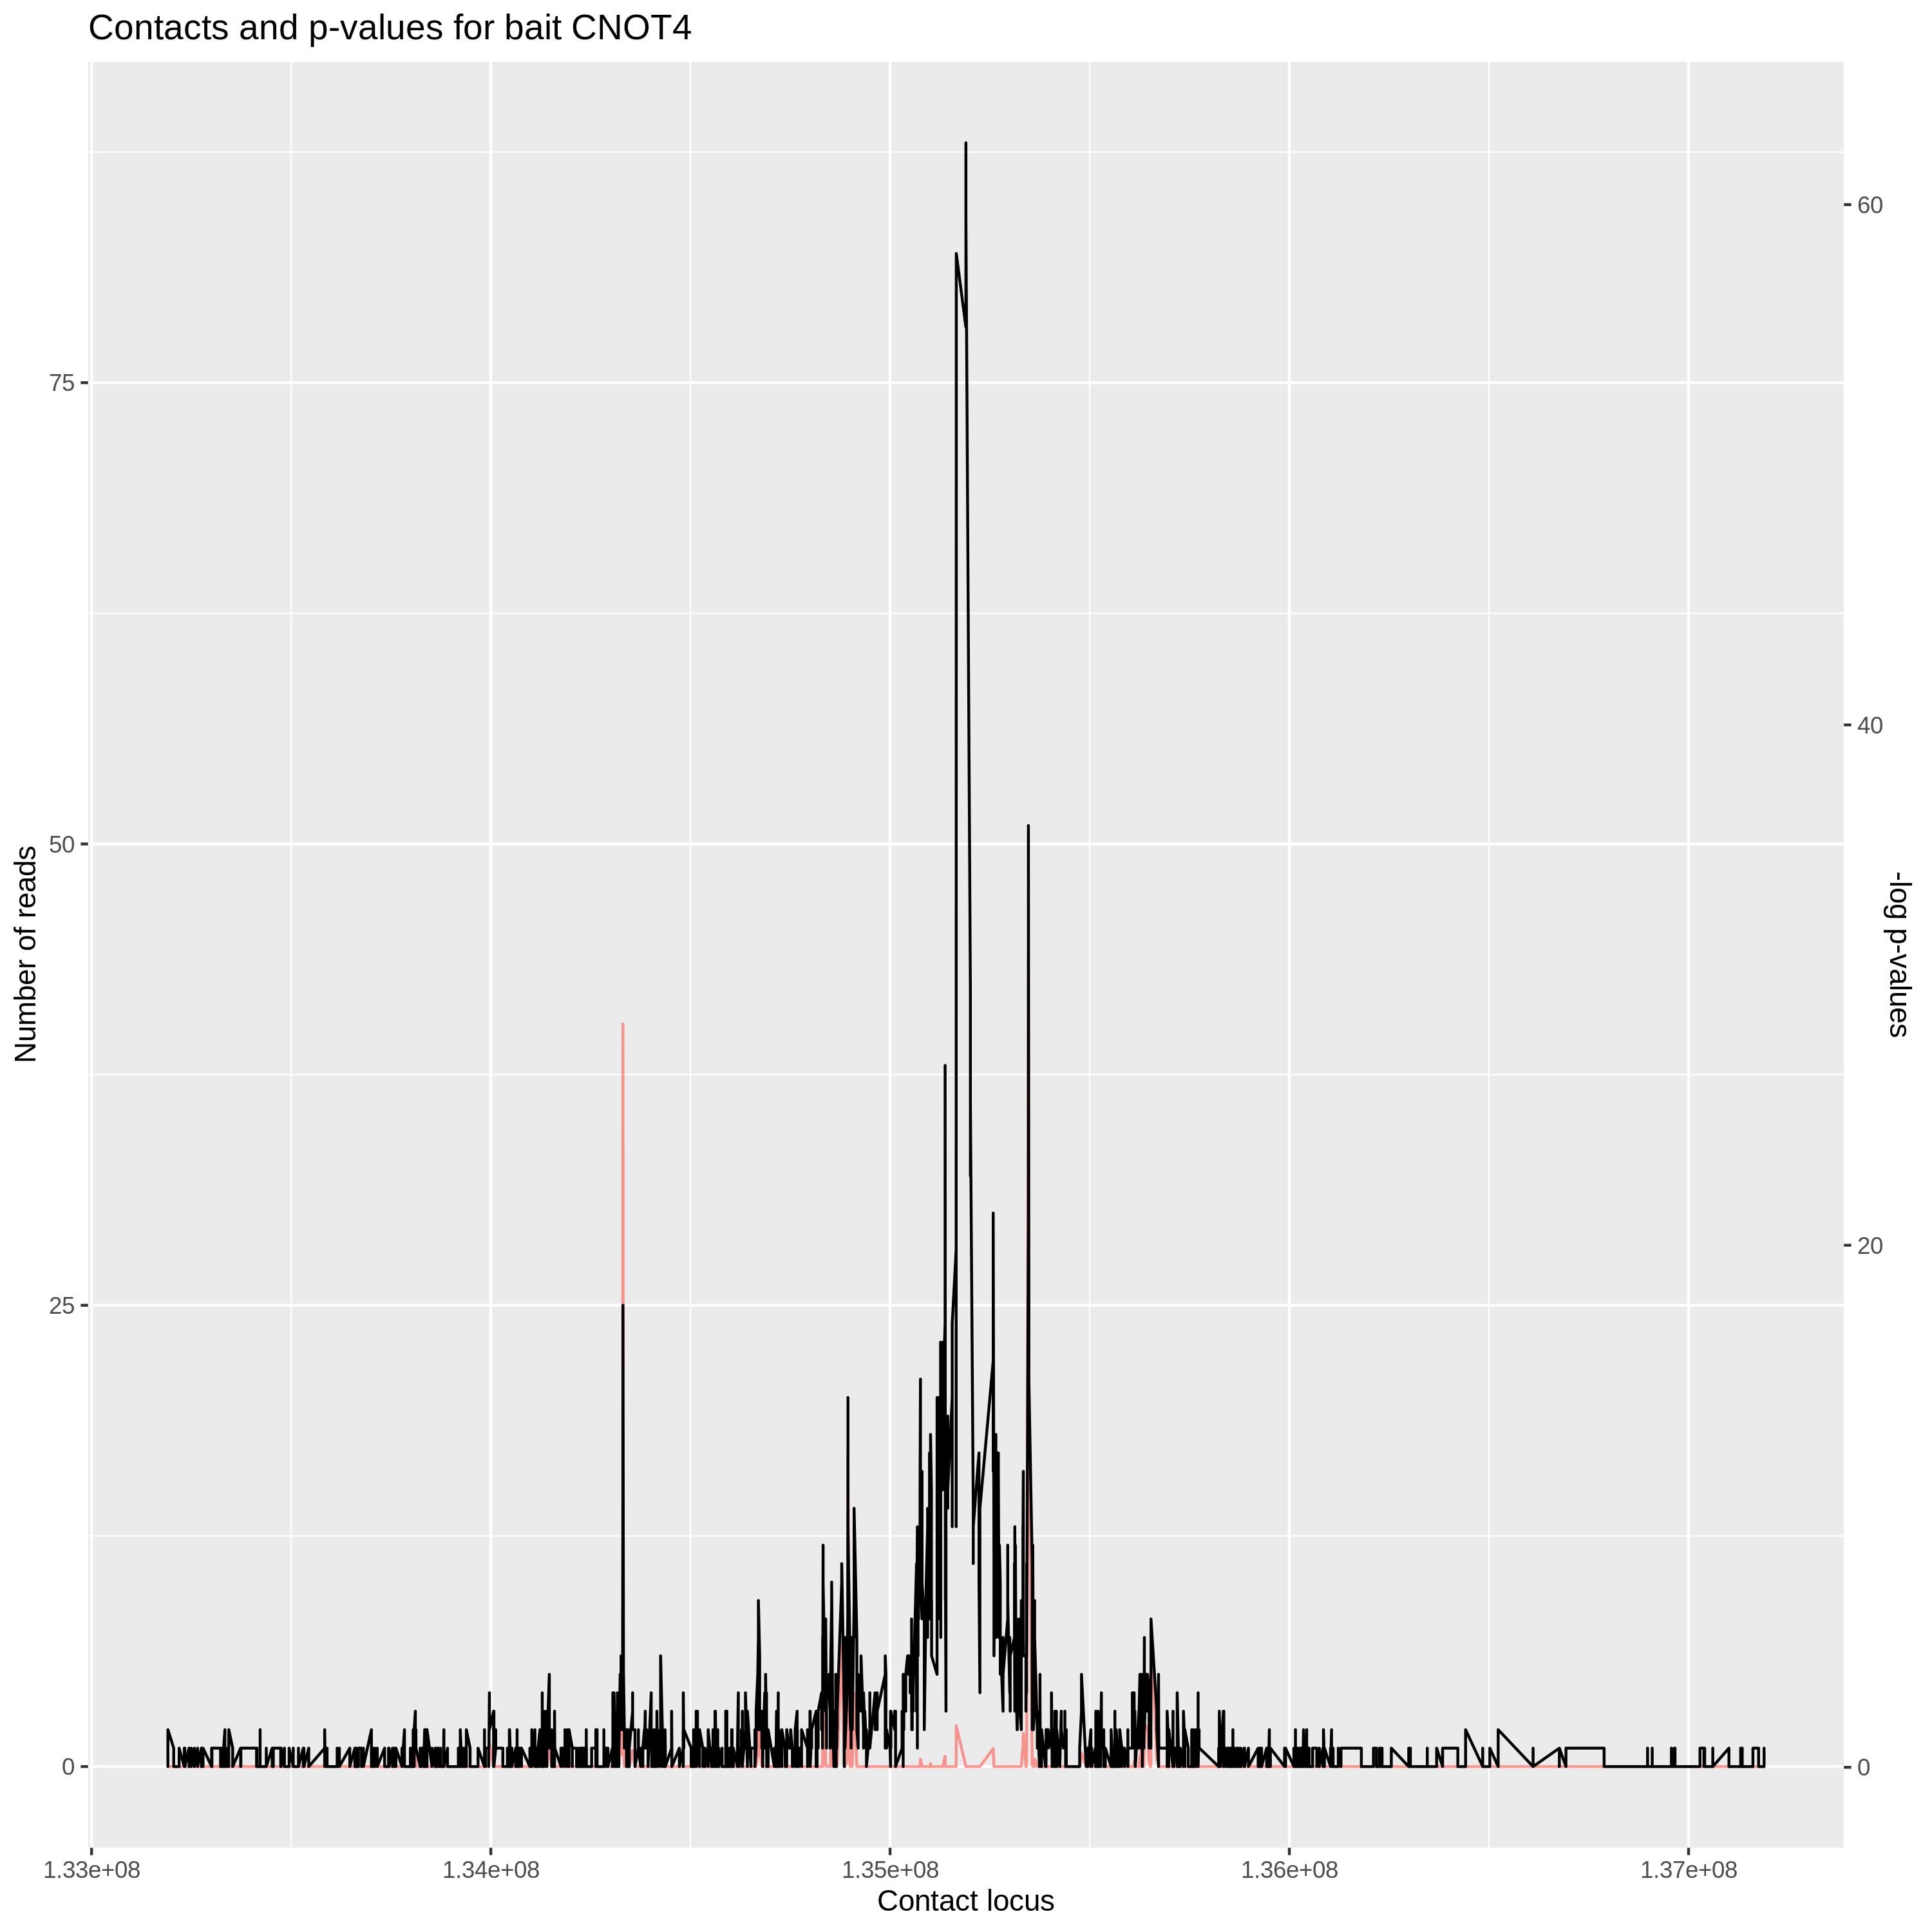 Contacts and p-values for bait CNOT4
75
50
25
0
Number of reads
60
40
20
0
-log p-values
1.33e+08
1.34e+08
1.35e+08
1.36e+08
1.37e+08
Contact locus